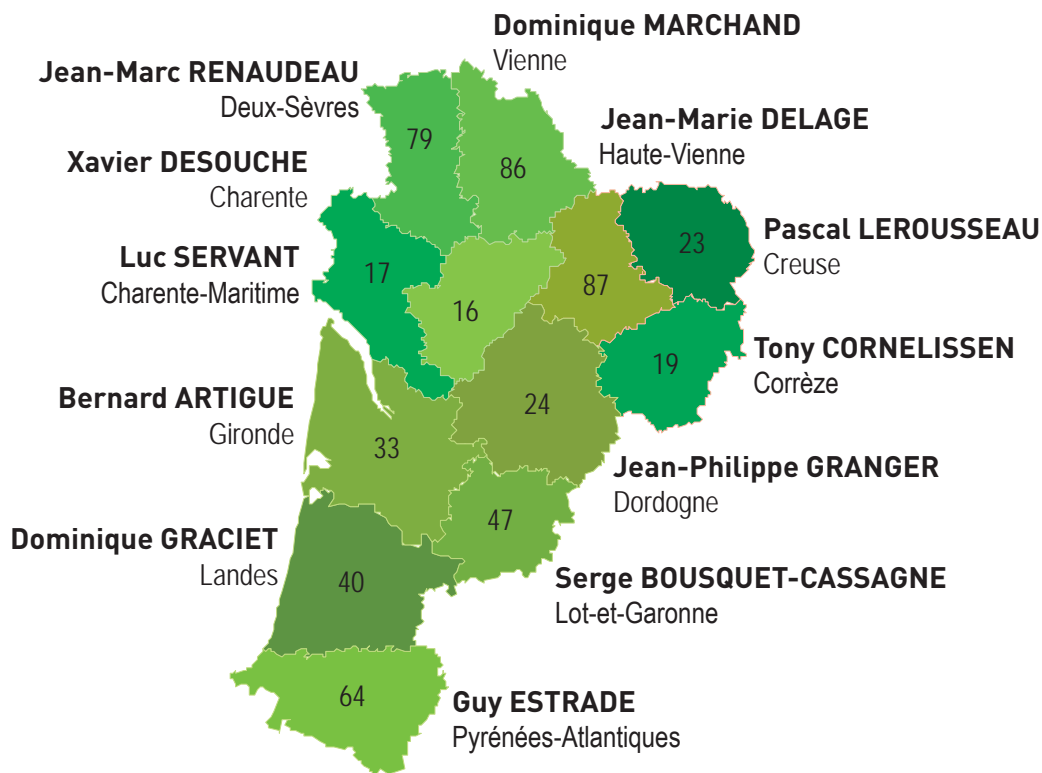 Dominique MARCHAND
Vienne
Jean-Marc RENAUDEAU
Deux-Sèvres
79
86
Jean-Marie DELAGE
Haute-Vienne
Xavier DESOUCHE
Charente
Luc SERVANT
Charente-Maritime
17
16
87
23
Pascal LEROUSSEAU
Creuse
Tony CORNELISSEN
Corrèze
19
24
Bernard ARTIGUE
Gironde
33
Jean-Philippe GRANGER
Dordogne
47
Dominique GRACIET
Landes
40
Serge BOUSQUET-CASSAGNE
Lot-et-Garonne
64
Guy ESTRADE
Pyrénées-Atlantiques